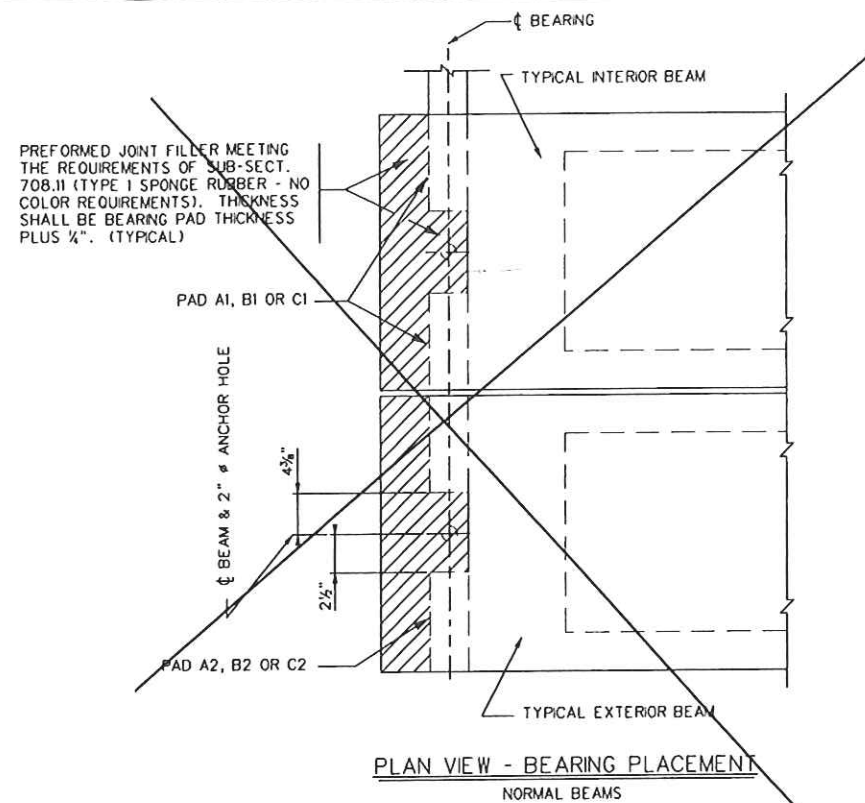 ℄ BEARING
TYPICAL INTERIOR BEAM
PREFORMED JOINT FILLER MEETING
THE REQUIREMENTS OF SUB-SECT.
708.11 (TYPE 1 SPONGE RUBBER - NO
COLOR REQUIREMENTS). THICKNESS
SHALL BE BEARING PAD THICKNESS
PLUS ¼". (TYPICAL)
PAD A1, B1 OR C1
℄ BEAM & 2" ⌀ ANCHOR HOLE
4⅜"
2½"
PAD A2, B2 OR C2
TYPICAL EXTERIOR BEAM
PLAN VIEW - BEARING PLACEMENT
NORMAL BEAMS